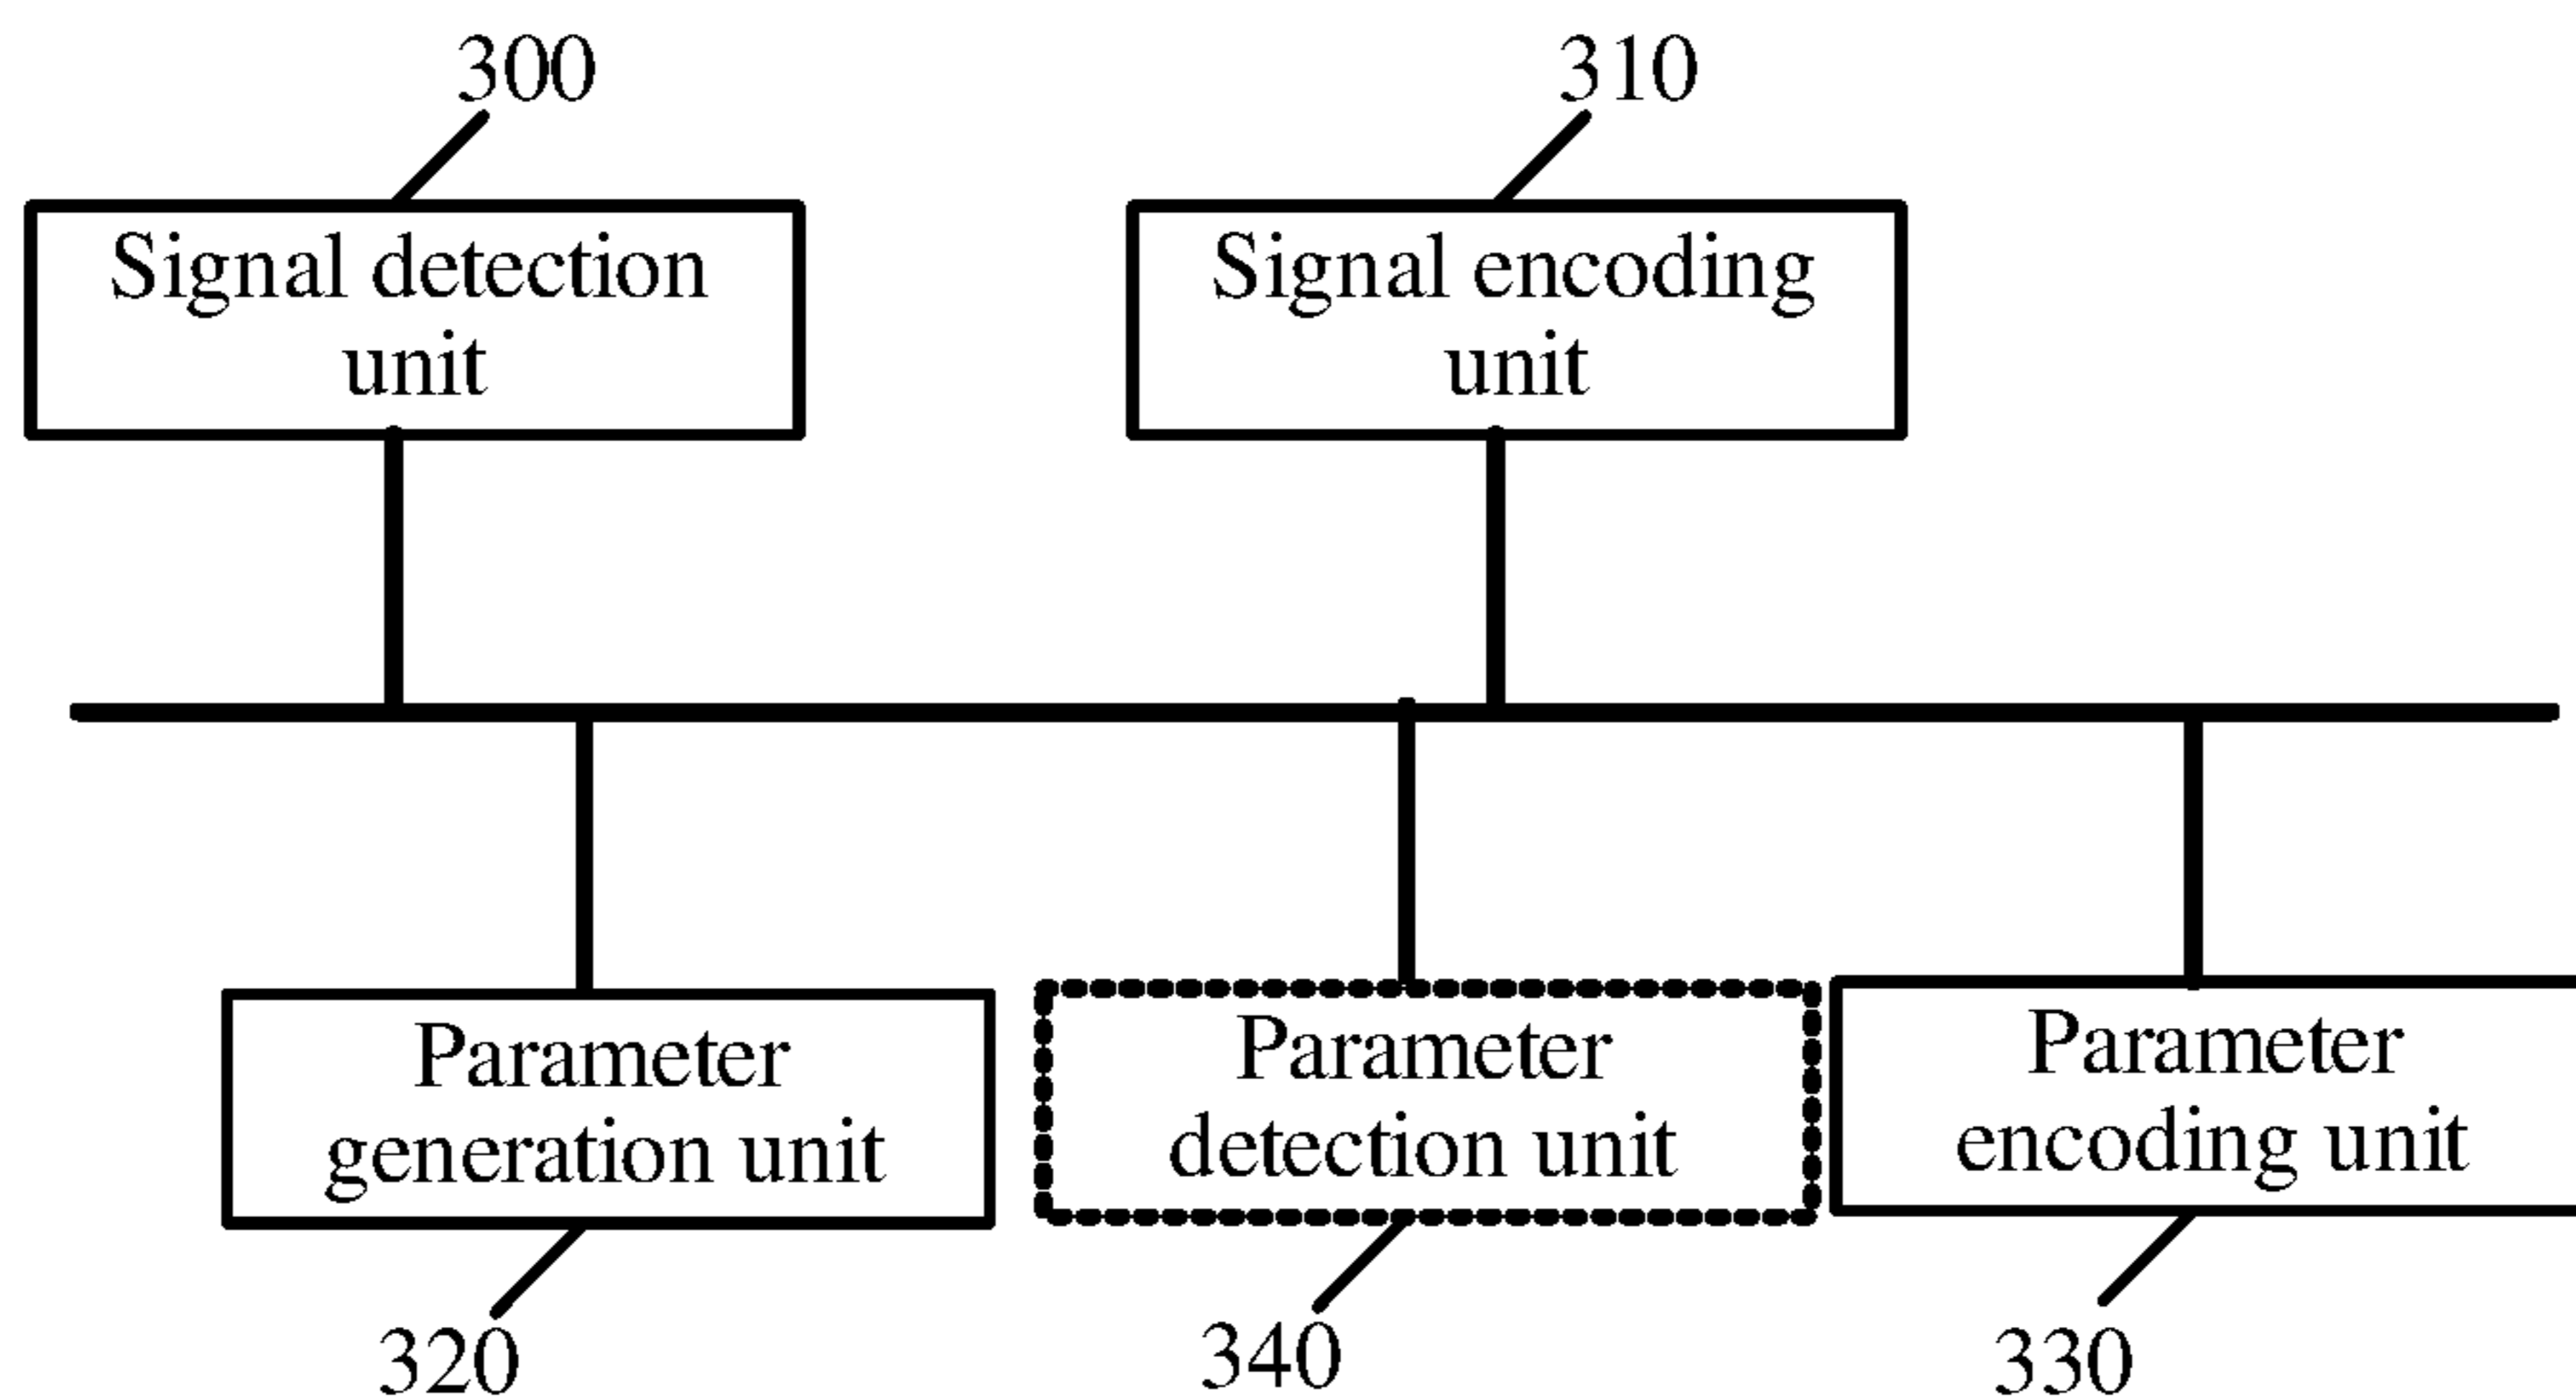 300
310
Signal detection
unit
Signal encoding
unit
Parameter
generation unit
Parameter
detection unit
Parameter
encoding unit
320
340
330